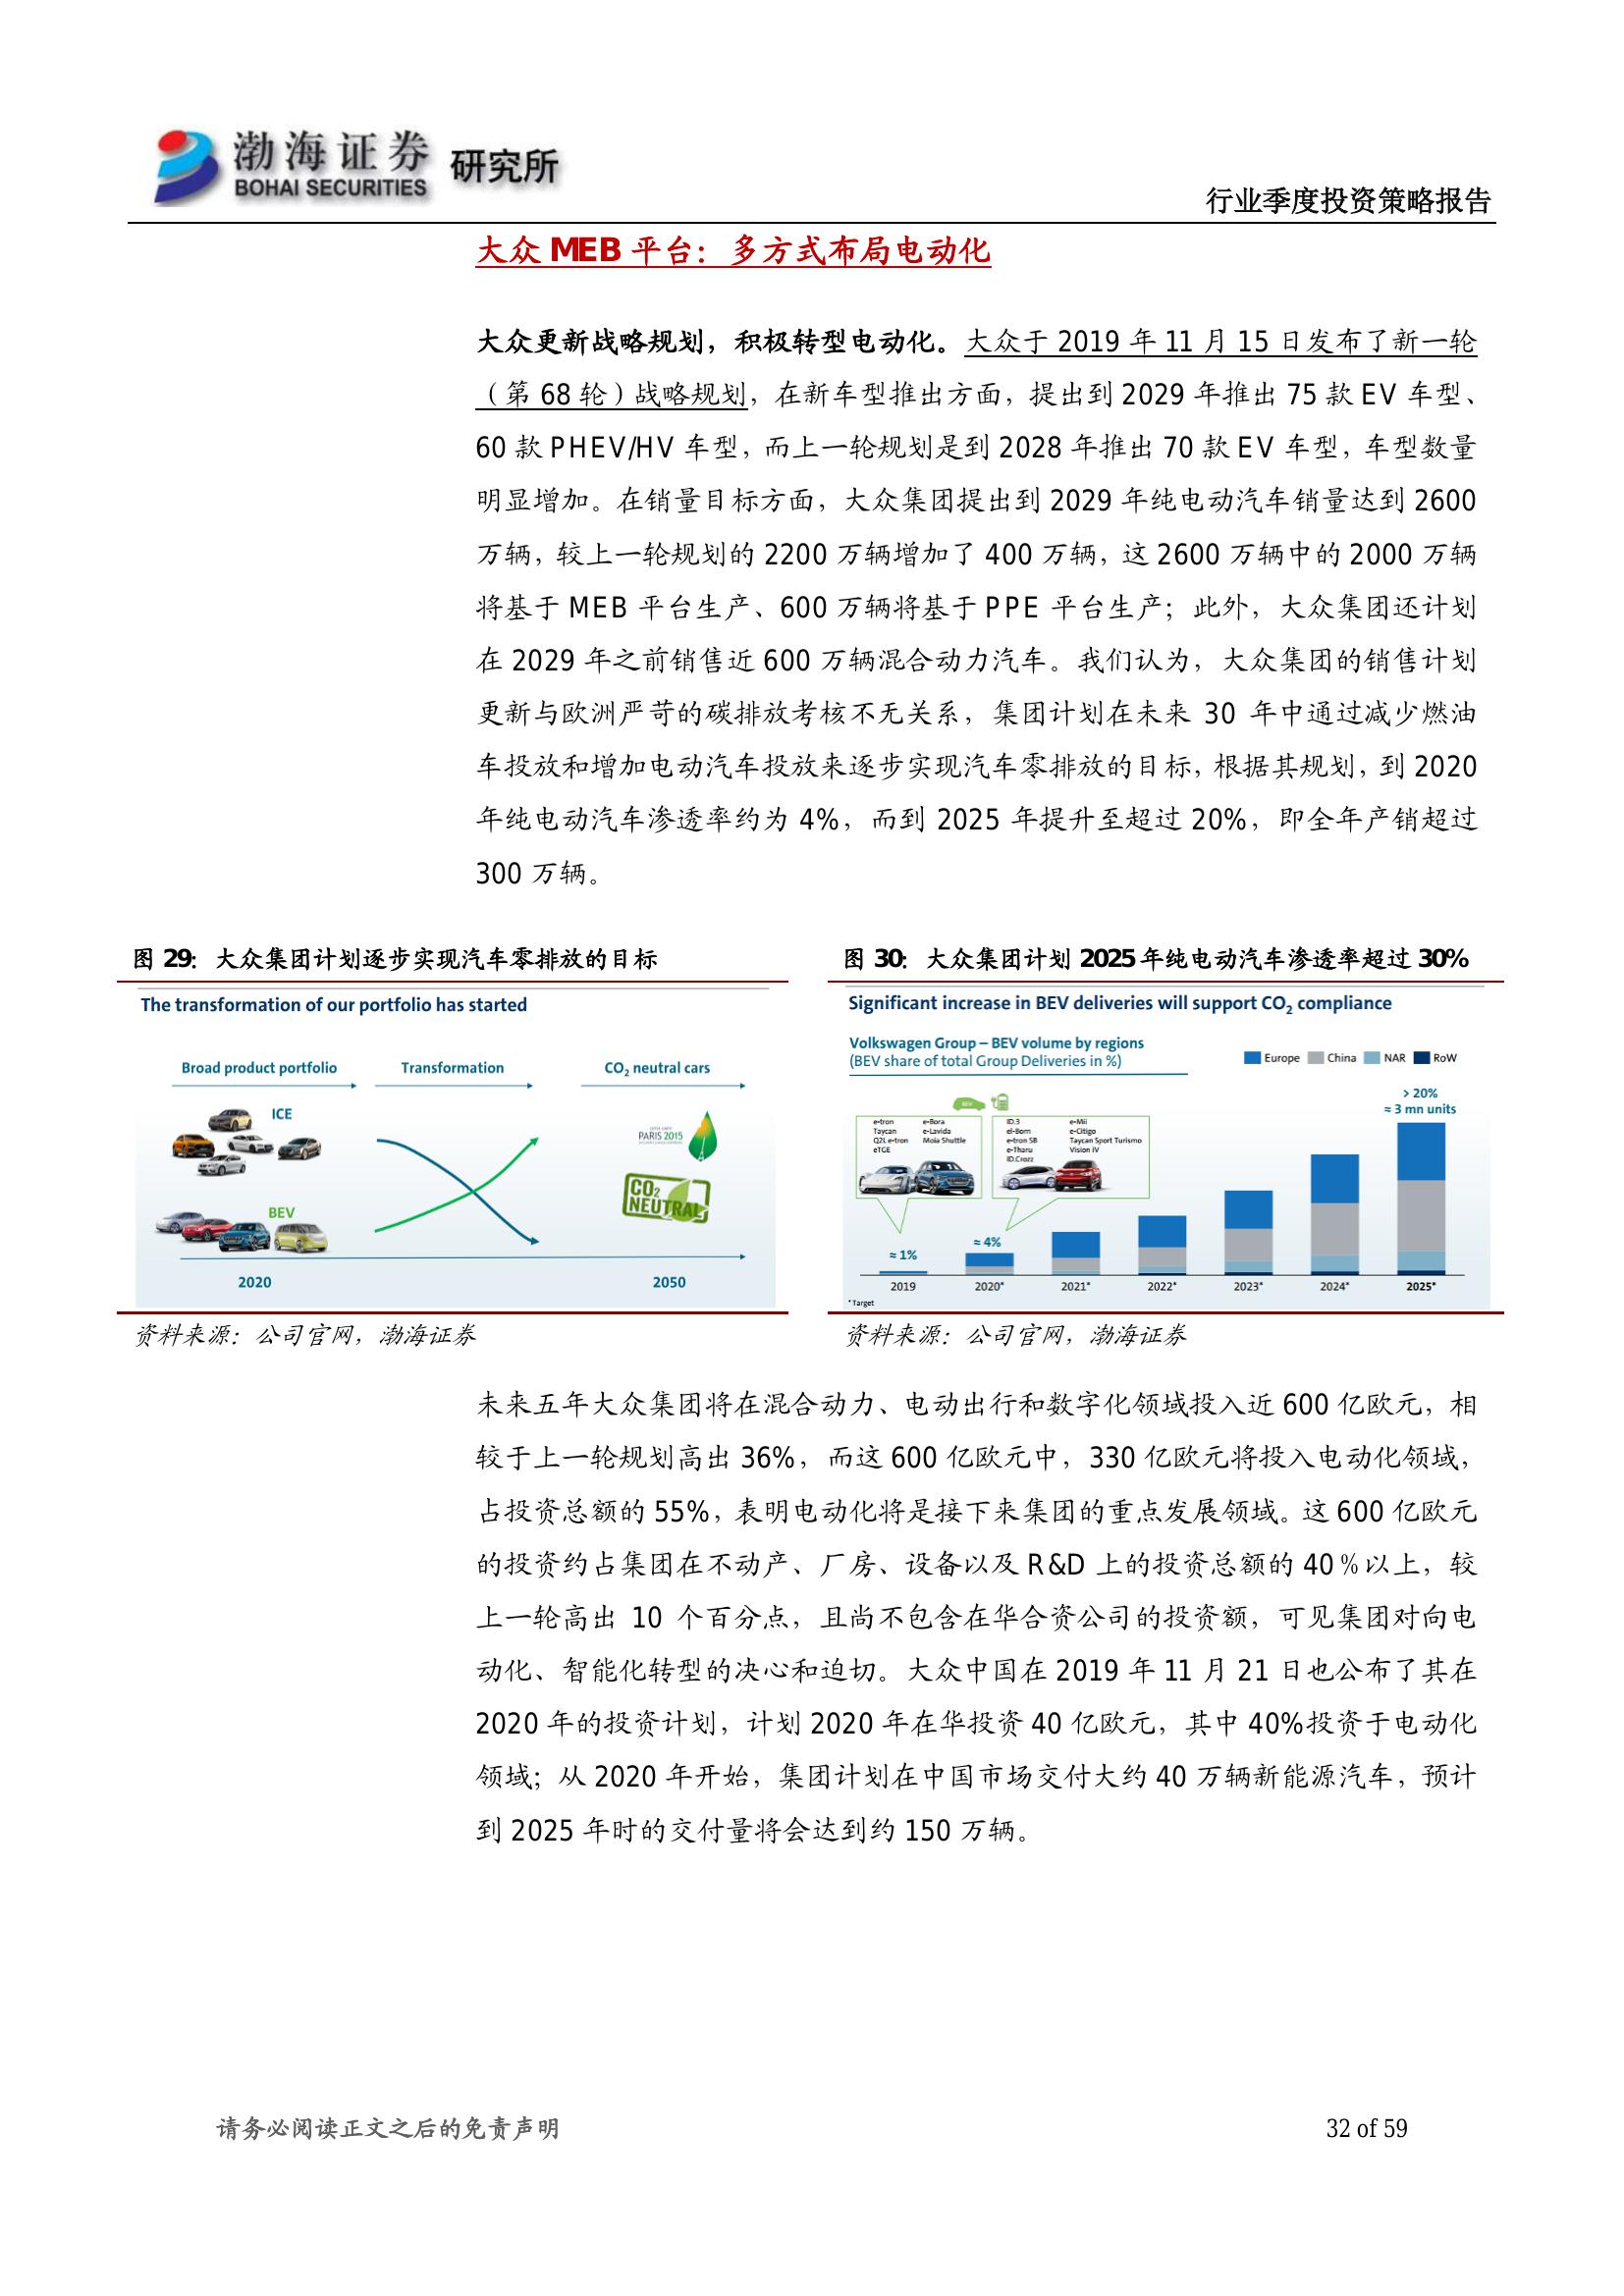 渤海证券 研究所
BOHAI SECURITIES
行业季度投资策略报告
大众 MEB 平台：多方式布局电动化
大众更新战略规划，积极转型电动化。大众于 2019 年 11 月 15 日发布了新一轮
（第 68 轮）战略规划，在新车型推出方面，提出到 2029 年推出 75 款 EV 车型、
60 款 PHEV/HV 车型，而上一轮规划是到 2028 年推出 70 款 EV 车型，车型数量
明显增加。在销量目标方面，大众集团提出到 2029 年纯电动汽车销量达到 2600
万辆，较上一轮规划的 2200 万辆增加了 400 万辆，这 2600 万辆中的 2000 万辆
将基于 MEB 平台生产、600 万辆将基于 PPE 平台生产；此外，大众集团还计划
在 2029 年之前销售近 600 万辆混合动力汽车。我们认为，大众集团的销售计划
更新与欧洲严苛的碳排放考核不无关系，集团计划在未来 30 年中通过减少燃油
车投放和增加电动汽车投放来逐步实现汽车零排放的目标，根据其规划，到 2020
年纯电动汽车渗透率约为 4%，而到 2025 年提升至超过 20%，即全年产销超过
300 万辆。
图 29：大众集团计划逐步实现汽车零排放的目标
The transformation of our portfolio has started
Broad product portfolio Transformation CO₂ neutral cars
ICE
PARIS 2015
CO₂
NEUTRAL
BEV
2020 2050
资料来源：公司官网，渤海证券
图 30：大众集团计划 2025 年纯电动汽车渗透率超过 30%
Significant increase in BEV deliveries will support CO₂ compliance
Volkswagen Group – BEV volume by regions
(BEV share of total Group Deliveries in %)
Europe China NAR RoW
> 20%
≈ 3 mn units
BEV
e-tron e-Bora
Taycan e-Lavida
Q2L e-tron Moia Shuttle
eTGE
ID.3 e-Mii
el-Born e-Citigo
e-tron SB Taycan Sport Turismo
e-Tharu Vision IV
ID.Crozz
≈ 1% ≈ 4%
2019 2020* 2021* 2022* 2023* 2024* 2025*
* Target
资料来源：公司官网，渤海证券
未来五年大众集团将在混合动力、电动出行和数字化领域投入近 600 亿欧元，相
较于上一轮规划高出 36%，而这 600 亿欧元中，330 亿欧元将投入电动化领域，
占投资总额的 55%，表明电动化将是接下来集团的重点发展领域。这 600 亿欧元
的投资约占集团在不动产、厂房、设备以及 R&D 上的投资总额的 40％以上，较
上一轮高出 10 个百分点，且尚不包含在华合资公司的投资额，可见集团对向电
动化、智能化转型的决心和迫切。大众中国在 2019 年 11 月 21 日也公布了其在
2020 年的投资计划，计划 2020 年在华投资 40 亿欧元，其中 40%投资于电动化
领域；从 2020 年开始，集团计划在中国市场交付大约 40 万辆新能源汽车，预计
到 2025 年时的交付量将会达到约 150 万辆。
请务必阅读正文之后的免责声明
32 of 59